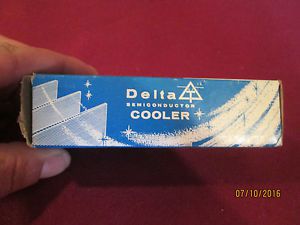 Delta
SEMICONDUCTOR
COOLER
07/10/2016